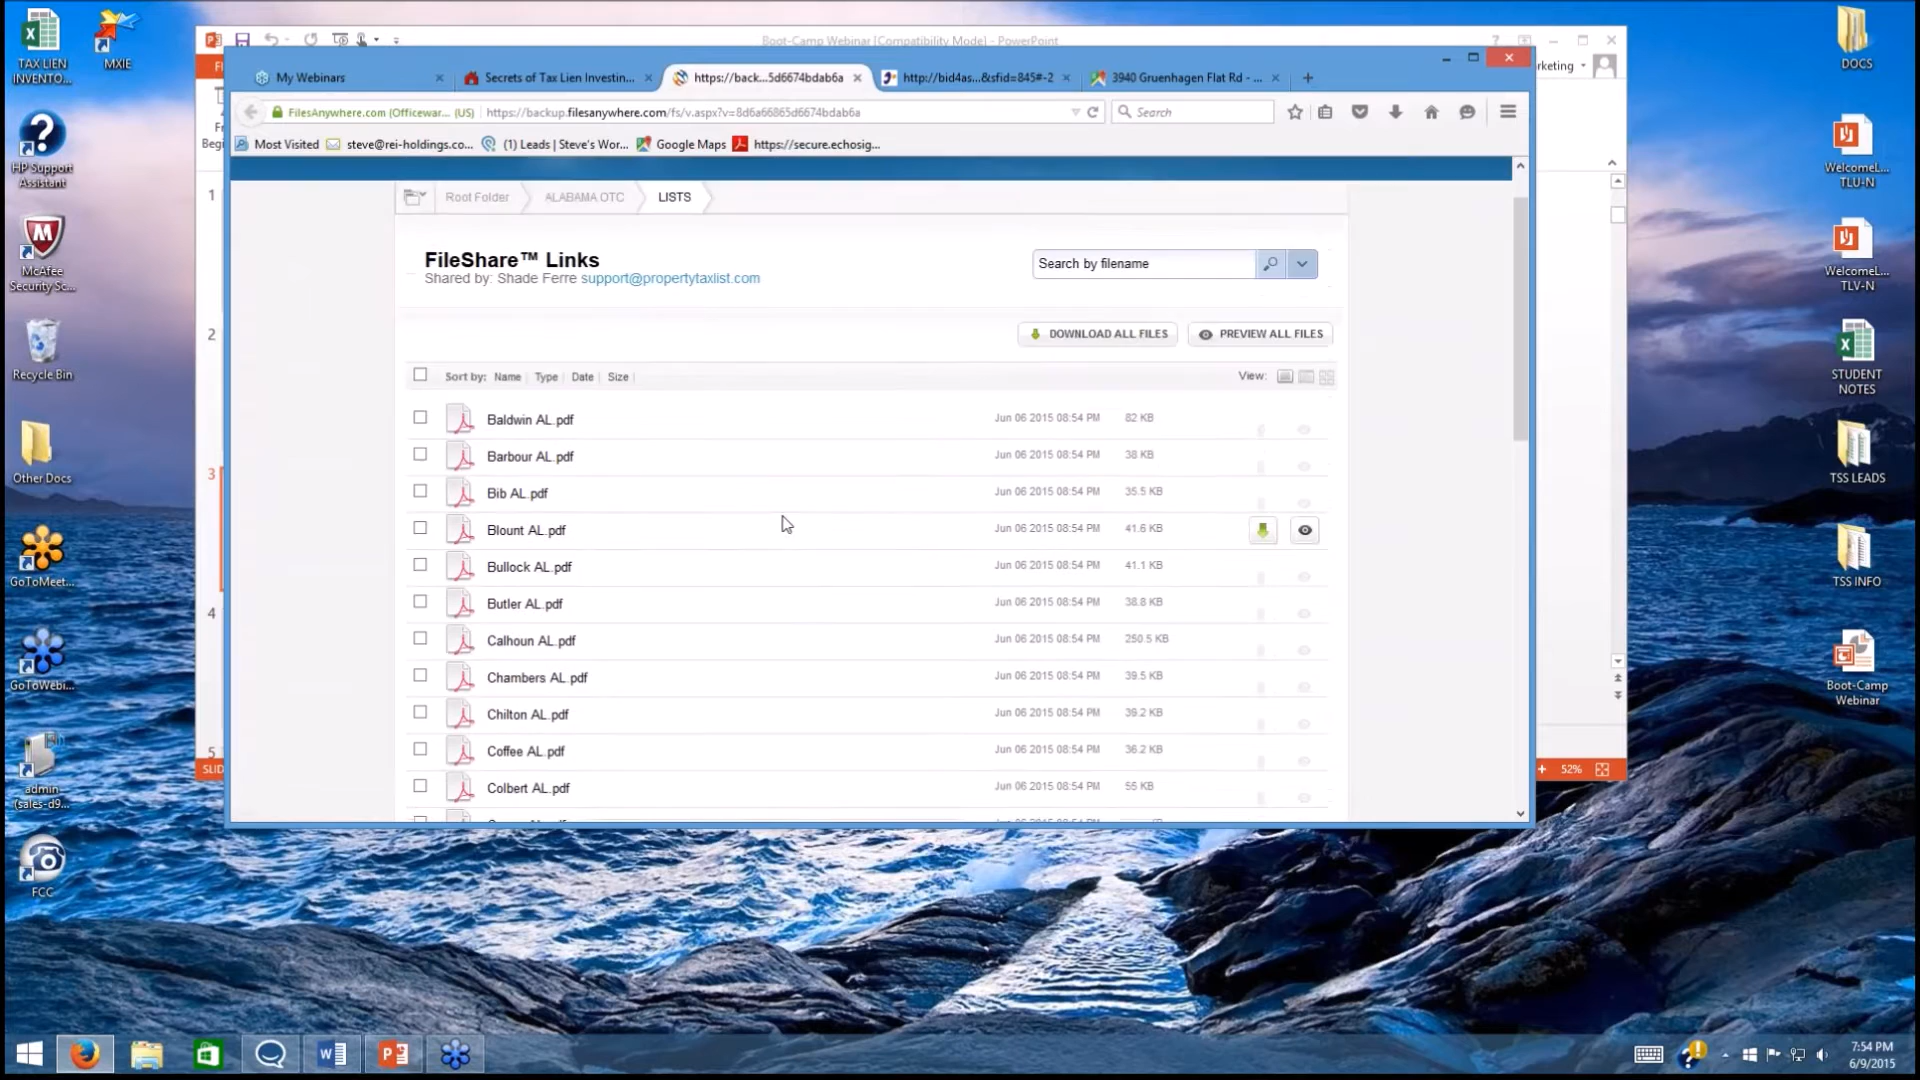 TAX LIEN
INVENTO...
MXIE
HP Support
Assistant
McAfee
Security Sc...
Recycle Bin
Other Docs
GoToMeet...
GoToWebi...
admin
(sales-d9...
FCC
Boot-Camp Webinar [Compatibility Mode] - PowerPoint
rketing
My Webinars
Secrets of Tax Lien Investin...
https://back...5d6674bdab6a
http://bid4as...&sfid=845#-2
3940 Gruenhagen Flat Rd - ...
FilesAnywhere.com (Officewar... (US)
https://backup.filesanywhere.com/fs/v.aspx?v=8d6a66865d6674bdab6a
Search
Most Visited
steve@rei-holdings.co...
(1) Leads | Steve's Wor...
Google Maps
https://secure.echosig...
Root Folder
ALABAMA OTC
LISTS
FileShare™ Links
Shared by: Shade Ferre support@propertytaxlist.com
Search by filename
DOWNLOAD ALL FILES
PREVIEW ALL FILES
Sort by: Name | Type | Date | Size |
View:
Baldwin AL.pdf Jun 06 2015 08:54 PM 82 KB
Barbour AL.pdf Jun 06 2015 08:54 PM 38 KB
Bib AL.pdf Jun 06 2015 08:54 PM 35.5 KB
Blount AL.pdf Jun 06 2015 08:54 PM 41.6 KB
Bullock AL.pdf Jun 06 2015 08:54 PM 41.1 KB
Butler AL.pdf Jun 06 2015 08:54 PM 38.8 KB
Calhoun AL.pdf Jun 06 2015 08:54 PM 250.5 KB
Chambers AL.pdf Jun 06 2015 08:54 PM 39.5 KB
Chilton AL.pdf Jun 06 2015 08:54 PM 39.2 KB
Coffee AL.pdf Jun 06 2015 08:54 PM 36.2 KB
Colbert AL.pdf Jun 06 2015 08:54 PM 55 KB
1
2
3
4
5
SLID
52%
DOCS
WelcomeL...
TLU-N
WelcomeL...
TLV-N
STUDENT
NOTES
TSS LEADS
TSS INFO
Boot-Camp
Webinar
7:54 PM
6/9/2015